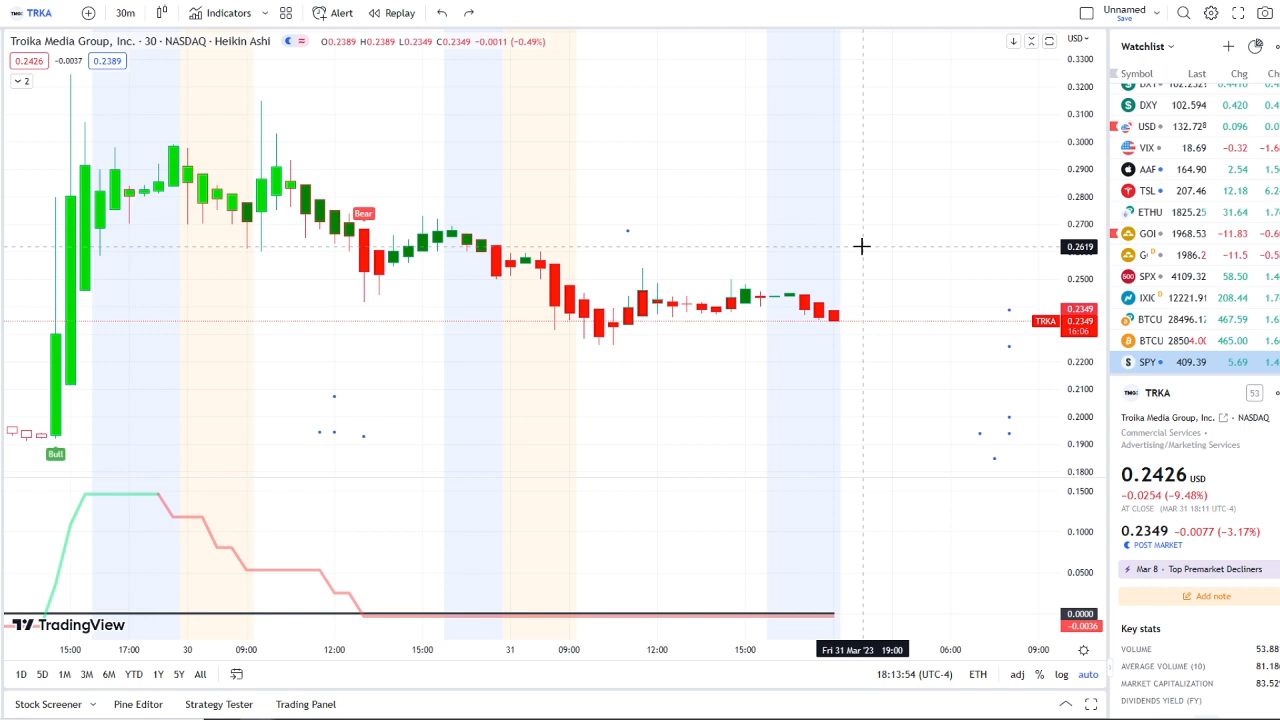 TRKA
30m
Indicators
Alert
Replay
Unnamed
Save
Troika Media Group, Inc. · 30 · NASDAQ · Heikin Ashi
O0.2389 H0.2389 L0.2349 C0.2349 -0.0011 (-0.49%)
0.2426
-0.0037
0.2389
2
USD
0.3300
0.3200
0.3100
0.3000
0.2900
0.2800
0.2700
0.2619
0.2500
0.2349
TRKA 0.2349
16:06
0.2200
0.2100
0.2000
0.1900
0.1800
0.1500
0.1000
0.0500
0.0000
-0.0036
Bear
Bull
TradingView
15:00 17:00 30 09:00 12:00 15:00 31 09:00 12:00 15:00 Fri 31 Mar '23 19:00 06:00 09:00
1D 5D 1M 3M 6M YTD 1Y 5Y All
18:13:54 (UTC-4) ETH adj % log auto
Stock Screener Pine Editor Strategy Tester Trading Panel
Watchlist
Symbol Last Chg
DXY 102.594 0.420
USD 132.728 0.096
VIX 18.69 -0.32
AAF 164.90 2.54
TSL 207.46 12.18
ETHU 1825.25 31.64
GOI 1968.53 -11.83
G D 1986.2 -11.5
SPX 4109.32 58.50
IXIC D 12221.91 208.44
BTCU 28496.12 467.59
BTCU 28504.00 465.00
SPY 409.39 5.69
TRKA
53
Troika Media Group, Inc. · NASDAQ
Commercial Services ·
Advertising/Marketing Services
0.2426 USD
-0.0254 (-9.48%)
AT CLOSE (MAR 31 18:11 UTC-4)
0.2349 -0.0077 (-3.17%)
POST MARKET
Mar 8 · Top Premarket Decliners
Add note
Key stats
VOLUME
AVERAGE VOLUME (10)
MARKET CAPITALIZATION
DIVIDENDS YIELD (FY)